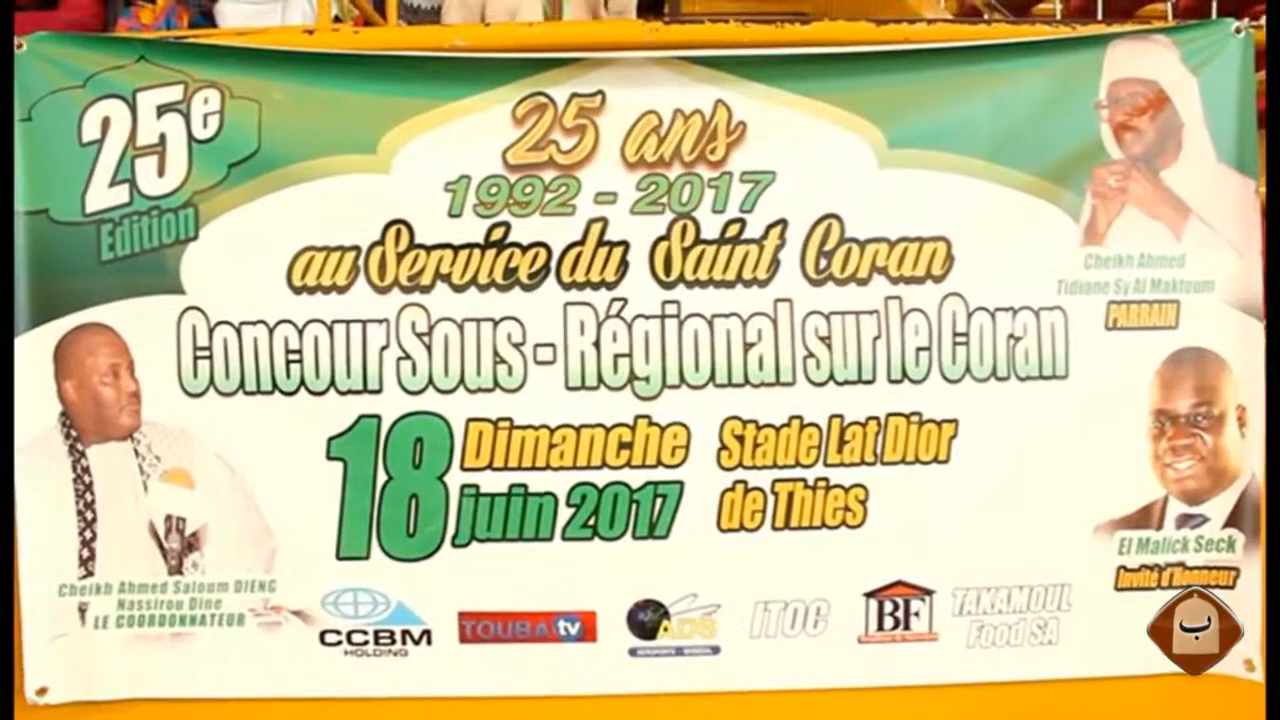 25e
Edition
25 ans
1992 - 2017
au Service du Saint Coran
Concour Sous - Régional sur le Coran
18 Dimanche
juin 2017
Stade Lat Dior
de Thies
Cheikh Ahmed
Tidiane Sy Al Maktoum
PARRAIN
El Malick Seck
Invité d'Honneur
Cheikh Ahmed Saloum DIENG
Nassirou Dine
LE COORDONNATEUR
CCBM
HOLDING
TOUBA tv
ADS
ITOC
BF
TAKAMOUL
Food SA
ب